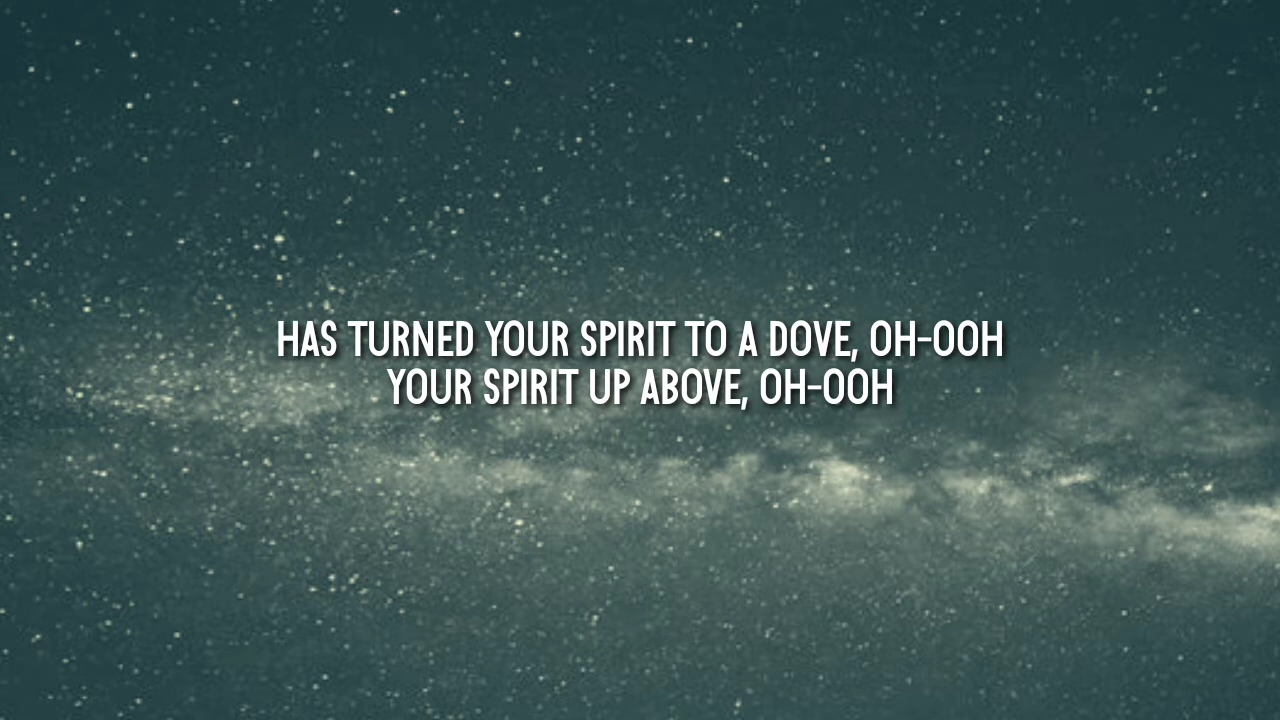 HAS TURNED YOUR SPIRIT TO A DOVE, OH-OOH
YOUR SPIRIT UP ABOVE, OH-OOH